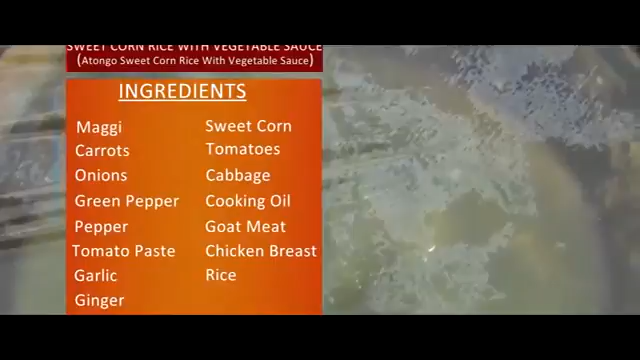 SWEET CORN RICE WITH VEGETABLE SAUCE
(Atongo Sweet Corn Rice With Vegetable Sauce)
INGREDIENTS
Maggi
Carrots
Onions
Green Pepper
Pepper
Tomato Paste
Garlic
Ginger
Sweet Corn
Tomatoes
Cabbage
Cooking Oil
Goat Meat
Chicken Breast
Rice